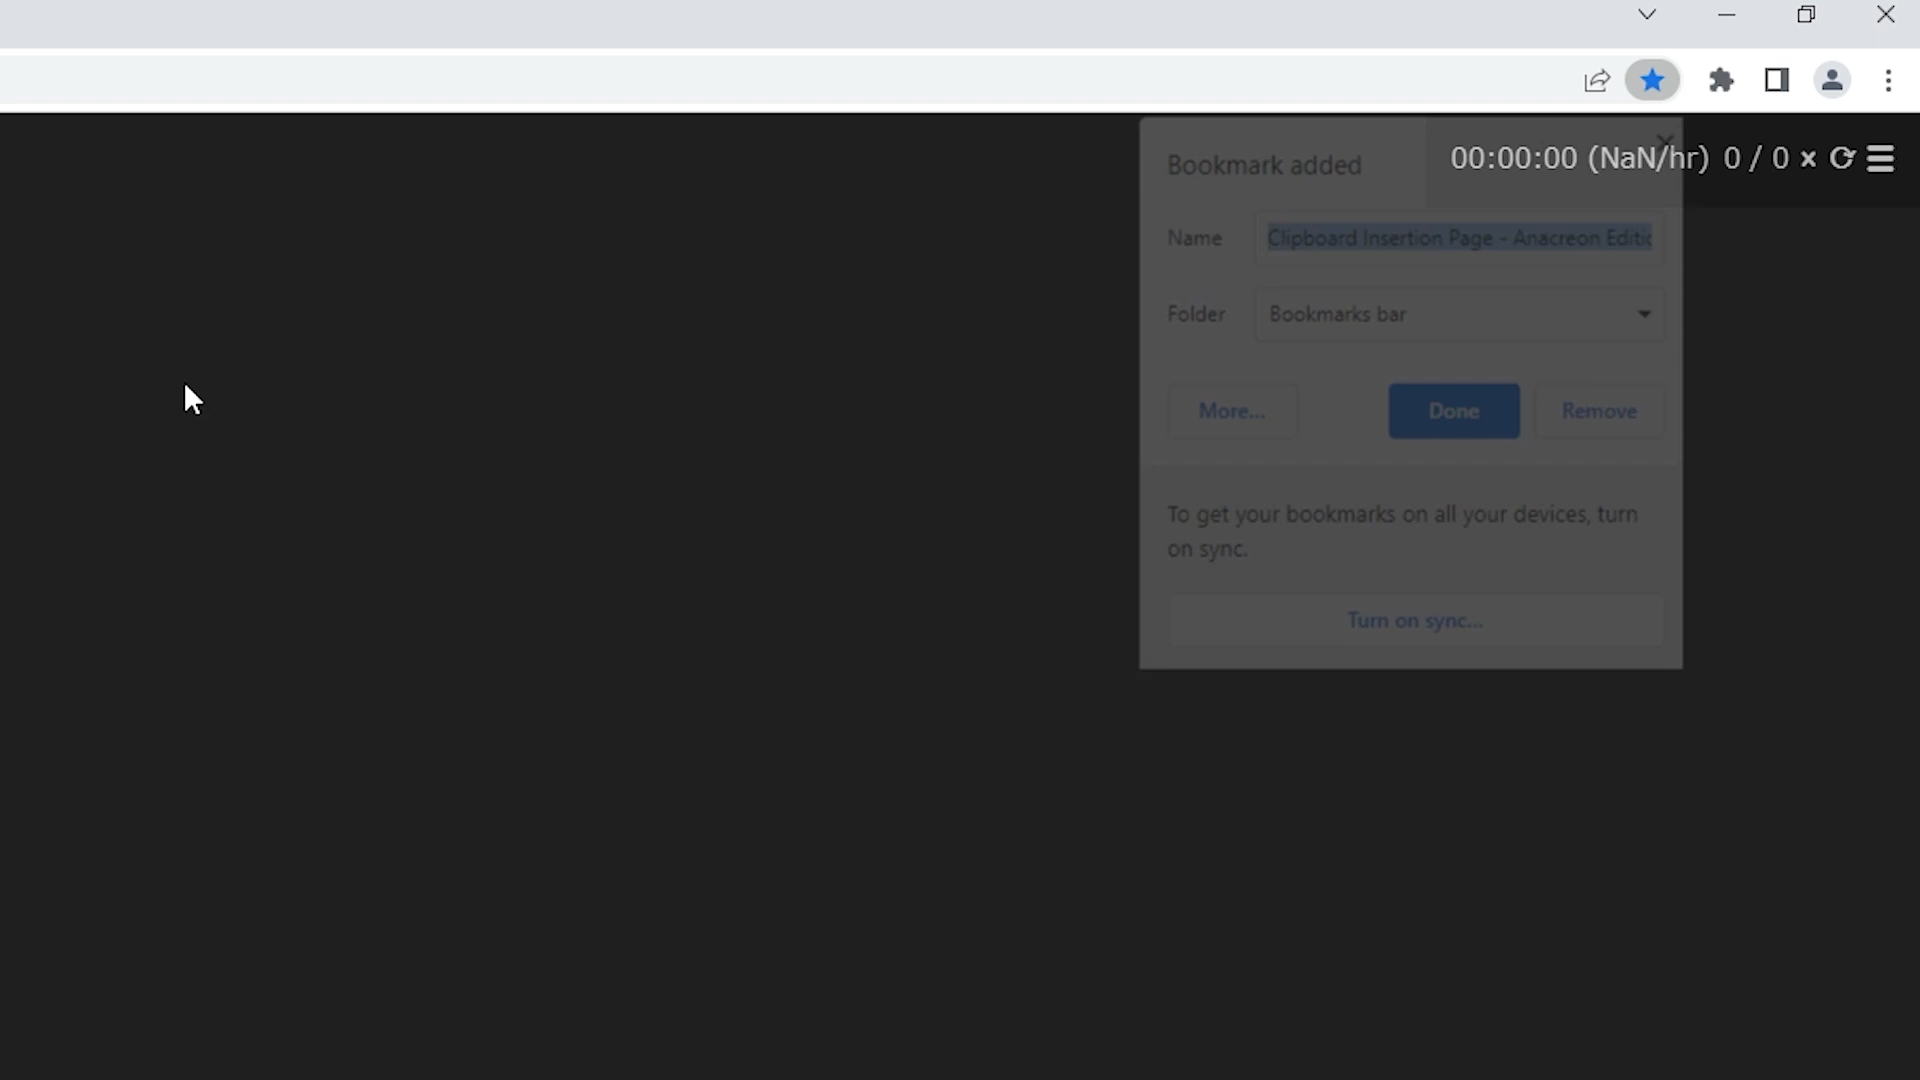 Bookmark added
00:00:00 (NaN/hr) 0 / 0
Name
Clipboard Insertion Page - Anacreon Editic
Folder
Bookmarks bar
More...
Done
Remove
To get your bookmarks on all your devices, turn
on sync.
Turn on sync...